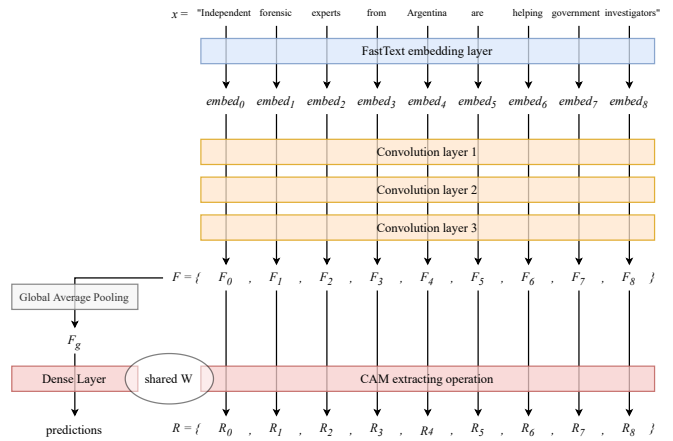 x = "Independent forensic experts from Argentina are helping government investigators"
FastText embedding layer
embed0 embed1 embed2 embed3 embed4 embed5 embed6 embed7 embed8
Convolution layer 1
Convolution layer 2
Convolution layer 3
F = { F0 , F1 , F2 , F3 , F4 , F5 , F6 , F7 , F8 }
Global Average Pooling
Fg
Dense Layer shared W CAM extracting operation
predictions R = { R0 , R1 , R2 , R3 , R4 , R5 , R6 , R7 , R8 }